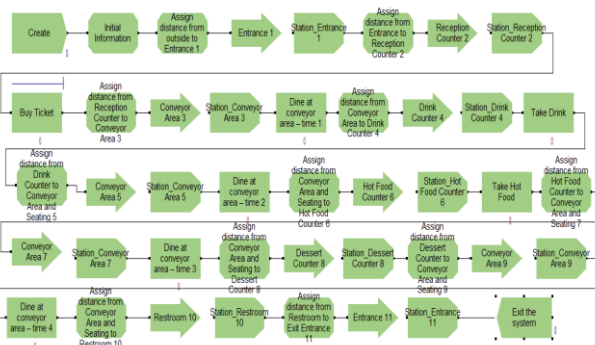 Create
Initial
Information
Assign
distance from
outside to
Entrance 1
Entrance 1
Station_Entrance
1
Assign
distance from
Entrance to
Reception
Counter 2
Reception
Counter 2
Station_Reception
Counter 2
Buy Ticket
Assign
distance from
Reception
Counter to
Conveyor
Area 3
Conveyor
Area 3
Station_Conveyor
Area 3
Dine at
conveyor
area – time 1
Assign
distance from
Conveyor
Area to Drink
Counter 4
Drink
Counter 4
Station_Drink
Counter 4
Take Drink
Assign
distance from
Drink
Counter to
Conveyor
Area and
Seating 5
Conveyor
Area 5
Station_Conveyor
Area 5
Dine at
conveyor
area – time 2
Assign
distance from
Conveyor
Area and
Seating to
Hot Food
Counter 6
Hot Food
Counter 6
Station_Hot
Food Counter
6
Take Hot
Food
Assign
distance from
Hot Food
Counter to
Conveyor
Area and
Seating 7
Conveyor
Area 7
Station_Conveyor
Area 7
Dine at
conveyor
area – time 3
Assign
distance from
Conveyor
Area and
Seating to
Dessert
Counter 8
Dessert
Counter 8
Station_Dessert
Counter 8
Assign
distance from
Dessert
Counter to
Conveyor
Area and
Seating 9
Conveyor
Area 9
Station_Conveyor
Area 9
Dine at
conveyor
area – time 4
Assign
distance from
Conveyor
Area and
Seating to
Restroom 10
Restroom 10
Station_Restroom
10
Assign
distance from
Restroom to
Exit Entrance
11
Entrance 11
Station_Entrance
11
Exit the
system